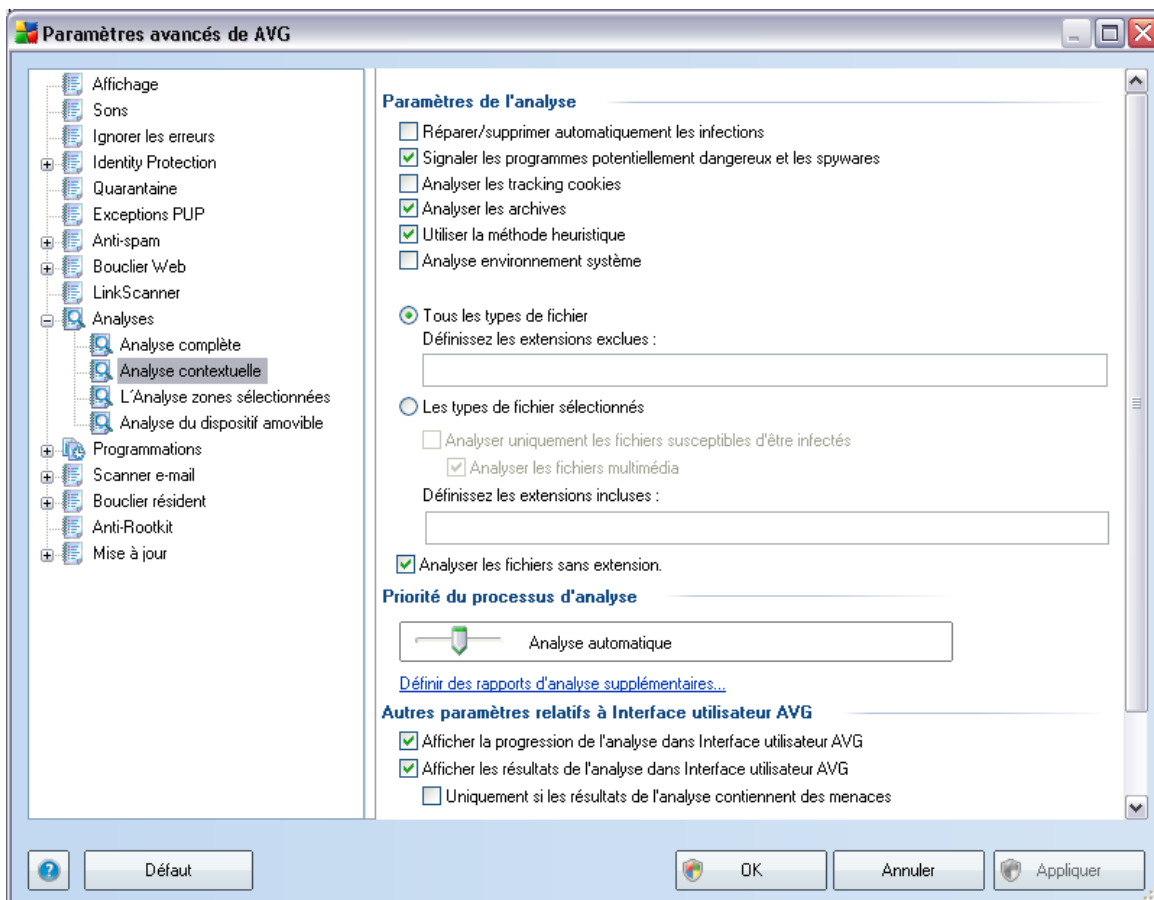 Paramètres avancés de AVG
Affichage
Sons
Ignorer les erreurs
Identity Protection
Quarantaine
Exceptions PUP
Anti-spam
Bouclier Web
LinkScanner
Analyses
Analyse complète
Analyse contextuelle
L´Analyse zones sélectionnées
Analyse du dispositif amovible
Programmations
Scanner e-mail
Bouclier résident
Anti-Rootkit
Mise à jour
Paramètres de l'analyse
Réparer/supprimer automatiquement les infections
Signaler les programmes potentiellement dangereux et les spywares
Analyser les tracking cookies
Analyser les archives
Utiliser la méthode heuristique
Analyse environnement système
Tous les types de fichier
Définissez les extensions exclues :
Les types de fichier sélectionnés
Analyser uniquement les fichiers susceptibles d'être infectés
Analyser les fichiers multimédia
Définissez les extensions incluses :
Analyser les fichiers sans extension.
Priorité du processus d'analyse
Analyse automatique
Définir des rapports d'analyse supplémentaires...
Autres paramètres relatifs à Interface utilisateur AVG
Afficher la progression de l'analyse dans Interface utilisateur AVG
Afficher les résultats de l'analyse dans Interface utilisateur AVG
Uniquement si les résultats de l'analyse contiennent des menaces
Défaut
OK
Annuler
Appliquer